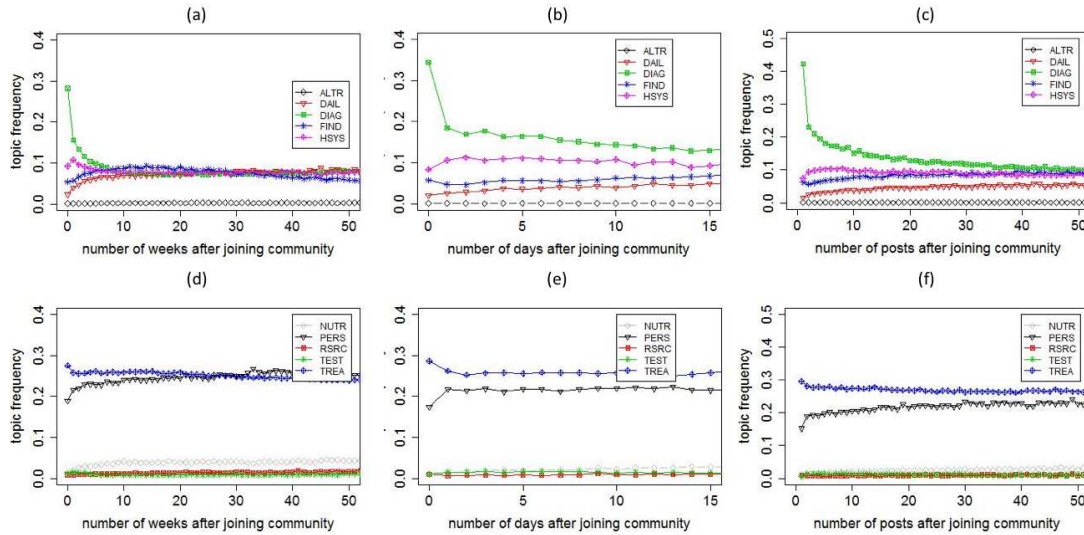 (a)
topic frequency
0.4
0.3
0.2
0.1
0.0
ALTR
DAIL
DIAG
FIND
HSYS
0 10 20 30 40 50
number of weeks after joining community
(b)
0.4
0.3
0.2
0.1
0.0
ALTR
DAIL
DIAG
FIND
HSYS
0 5 10 15
number of days after joining community
(c)
topic frequency
0.5
0.4
0.3
0.2
0.1
0.0
ALTR
DAIL
DIAG
FIND
HSYS
0 10 20 30 40 50
number of posts after joining community
(d)
topic frequency
0.4
0.3
0.2
0.1
0.0
NUTR
PERS
RSRC
TEST
TREA
0 10 20 30 40 50
number of weeks after joining community
(e)
0.4
0.3
0.2
0.1
0.0
NUTR
PERS
RSRC
TEST
TREA
0 5 10 15
number of days after joining community
(f)
topic frequency
0.5
0.4
0.3
0.2
0.1
0.0
NUTR
PERS
RSRC
TEST
TREA
0 10 20 30 40 50
number of posts after joining community